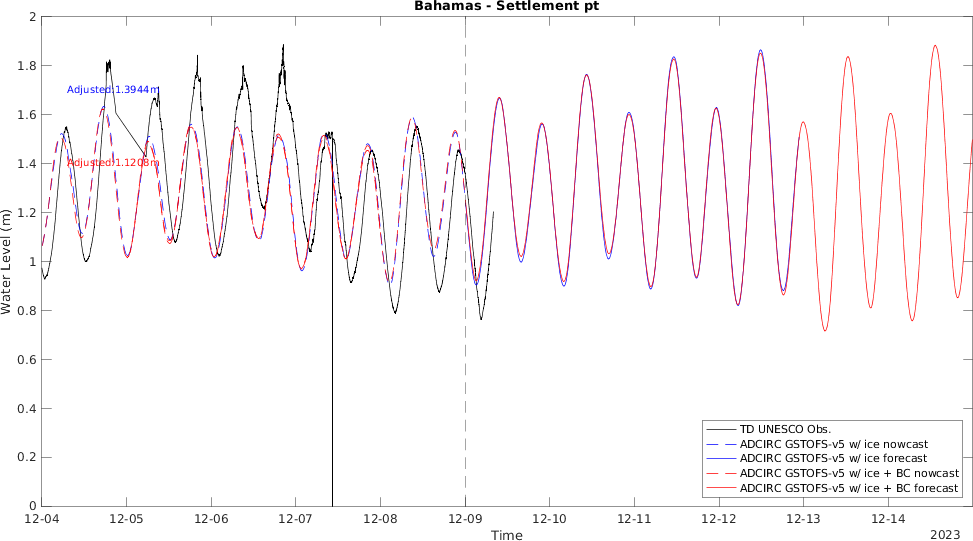 Bahamas - Settlement pt
2
1.8
1.6
1.4
1.2
1
0.8
0.6
0.4
0.2
0
Water Level (m)
Adjusted:1.3944m
Adjusted:1.1208m
TD UNESCO Obs.
ADCIRC GSTOFS-v5 w/ ice nowcast
ADCIRC GSTOFS-v5 w/ ice forecast
ADCIRC GSTOFS-v5 w/ ice + BC nowcast
ADCIRC GSTOFS-v5 w/ ice + BC forecast
12-04 12-05 12-06 12-07 12-08 12-09 12-10 12-11 12-12 12-13 12-14
Time
2023